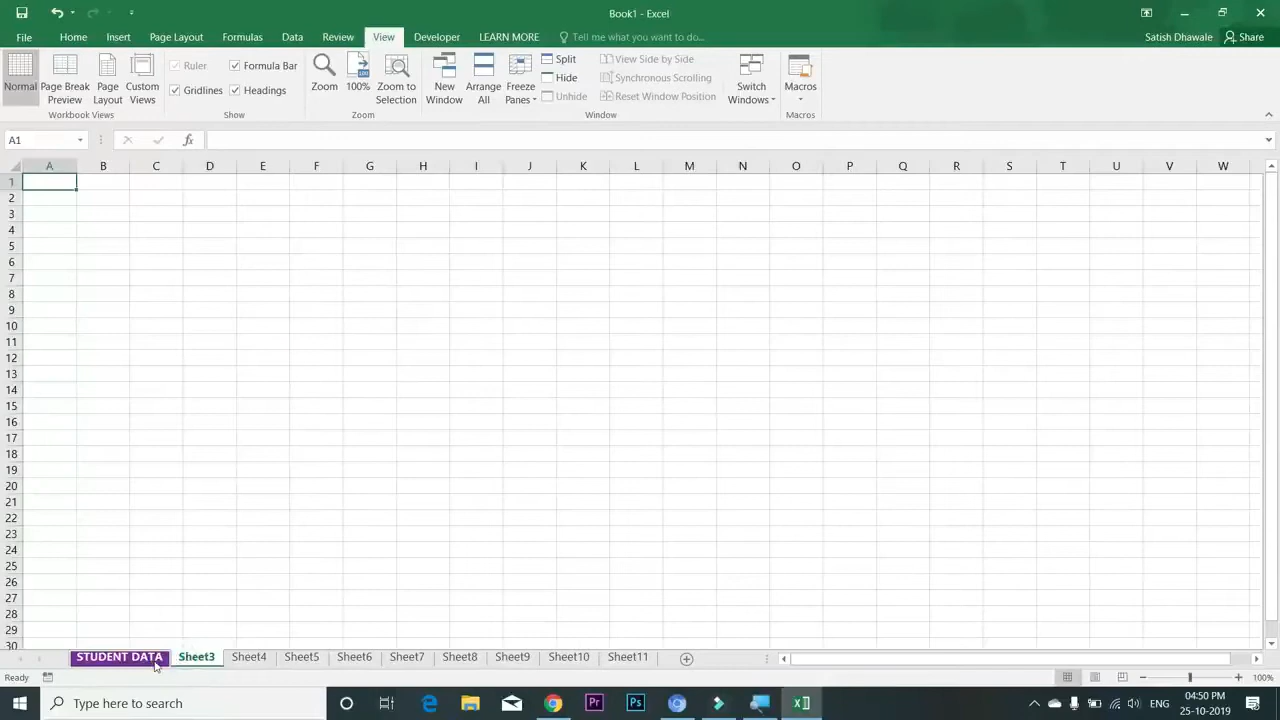 Book1 - Excel
File Home Insert Page Layout Formulas Data Review View Developer LEARN MORE Tell me what you want to do... Satish Dhawale Share
Normal
Page Break Preview
Page Layout
Custom Views
Workbook Views
Ruler Formula Bar
Gridlines Headings
Show
Zoom
100%
Zoom to Selection
Zoom
New Window
Arrange All
Freeze Panes
Split
Hide
Unhide
View Side by Side
Synchronous Scrolling
Reset Window Position
Window
Switch Windows
Macros
Macros
A1 fx
A B C D E F G H I J K L M N O P Q R S T U V W
1
2
3
4
5
6
7
8
9
10
11
12
13
14
15
16
17
18
19
20
21
22
23
24
25
26
27
28
29
30
STUDENT DATA Sheet3 Sheet4 Sheet5 Sheet6 Sheet7 Sheet8 Sheet9 Sheet10 Sheet11
Ready 100%
Type here to search Pr Ps ENG 04:50 PM
25-10-2019